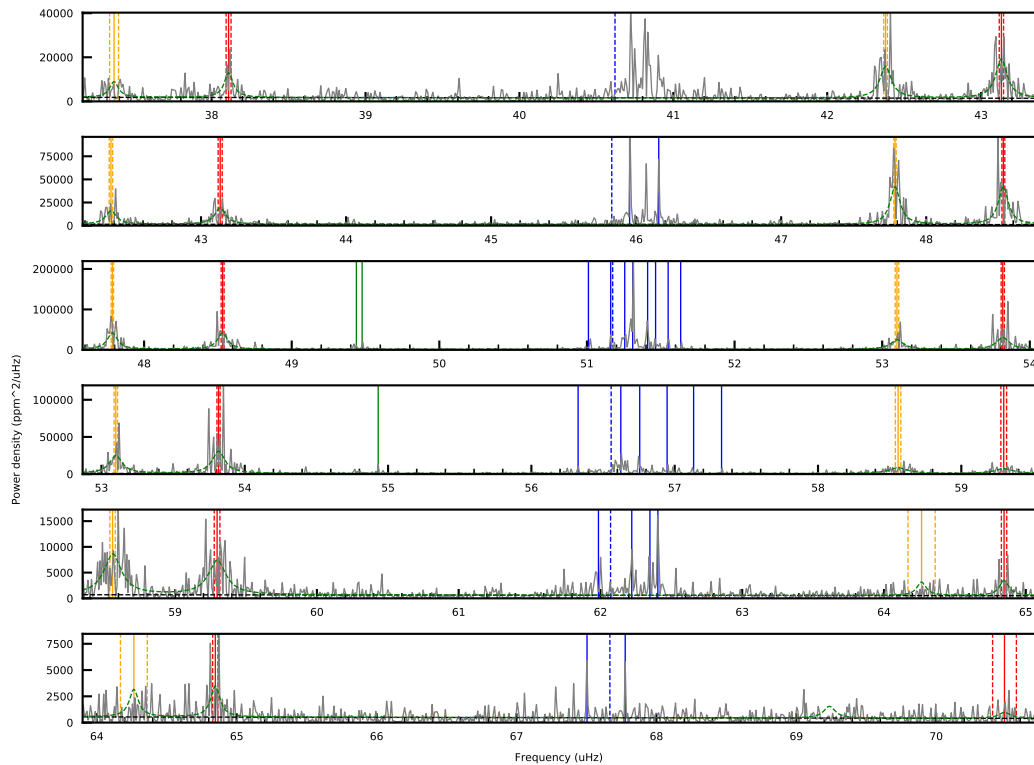 40000
20000
0
38 39 40 41 42 43
75000
50000
25000
0
43 44 45 46 47 48
200000
100000
0
48 49 50 51 52 53 54
Power density (ppm^2/uHz)
100000
50000
0
53 54 55 56 57 58 59
15000
10000
5000
0
59 60 61 62 63 64 65
7500
5000
2500
0
64 65 66 67 68 69 70
Frequency (uHz)